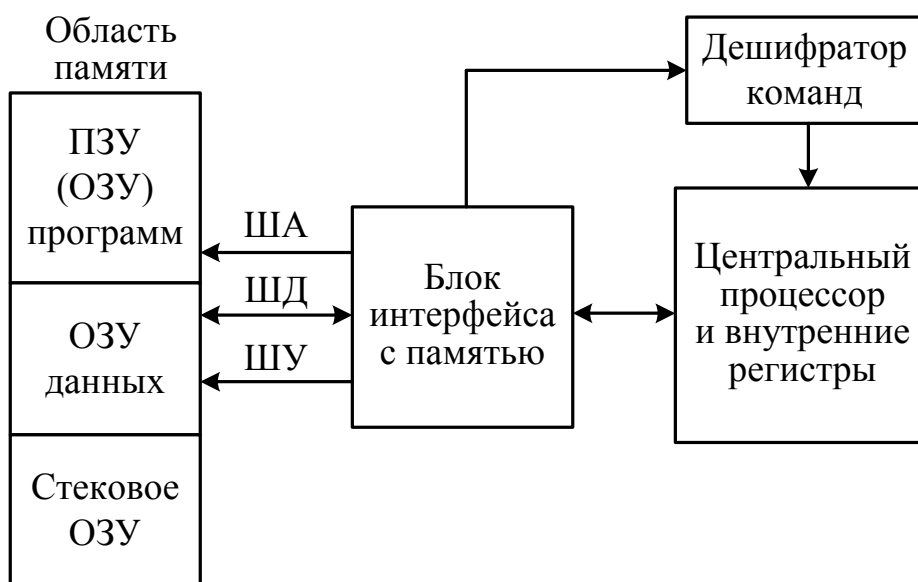 Область
памяти
ПЗУ
(ОЗУ)
программ
ОЗУ
данных
Стековое
ОЗУ
ША
ШД
ШУ
Блок
интерфейса
с памятью
Дешифратор
команд
Центральный
процессор
и внутренние
регистры